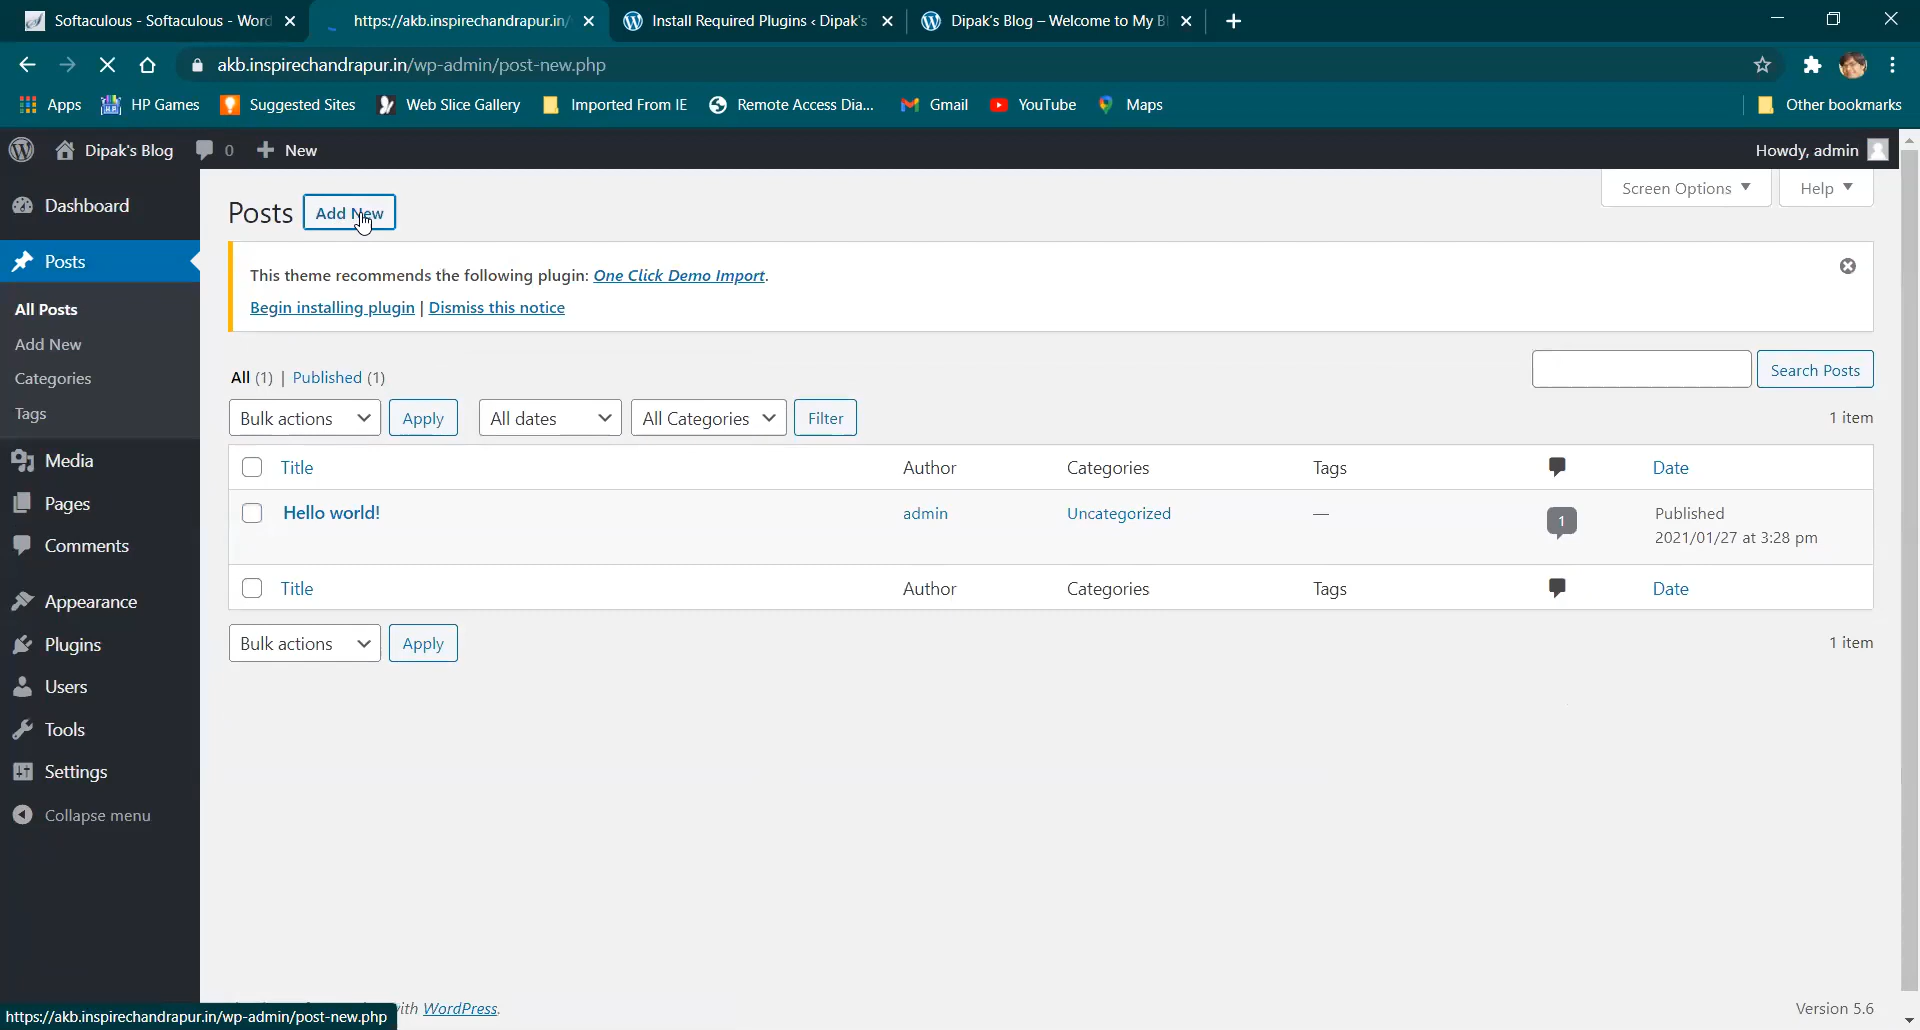 Softaculous - Softaculous - Word
https://akb.inspirechandrapur.in/
Install Required Plugins ‹ Dipak's
Dipak's Blog – Welcome to My Bl
akb.inspirechandrapur.in/wp-admin/post-new.php
Apps
HP Games
Suggested Sites
Web Slice Gallery
Imported From IE
Remote Access Dia...
Gmail
YouTube
Maps
Other bookmarks
Dipak's Blog
0
New
Howdy, admin
Dashboard
Posts
All Posts
Add New
Categories
Tags
Media
Pages
Comments
Appearance
Plugins
Users
Tools
Settings
Collapse menu
Posts
Add New
Screen Options
Help
This theme recommends the following plugin: One Click Demo Import.
Begin installing plugin | Dismiss this notice
All (1) | Published (1)
Search Posts
Bulk actions
Apply
All dates
All Categories
Filter
1 item
Title Author Categories Tags Date
Hello world! admin Uncategorized — 1 Published
2021/01/27 at 3:28 pm
Title Author Categories Tags Date
Bulk actions
Apply
1 item
with WordPress.
Version 5.6
https://akb.inspirechandrapur.in/wp-admin/post-new.php